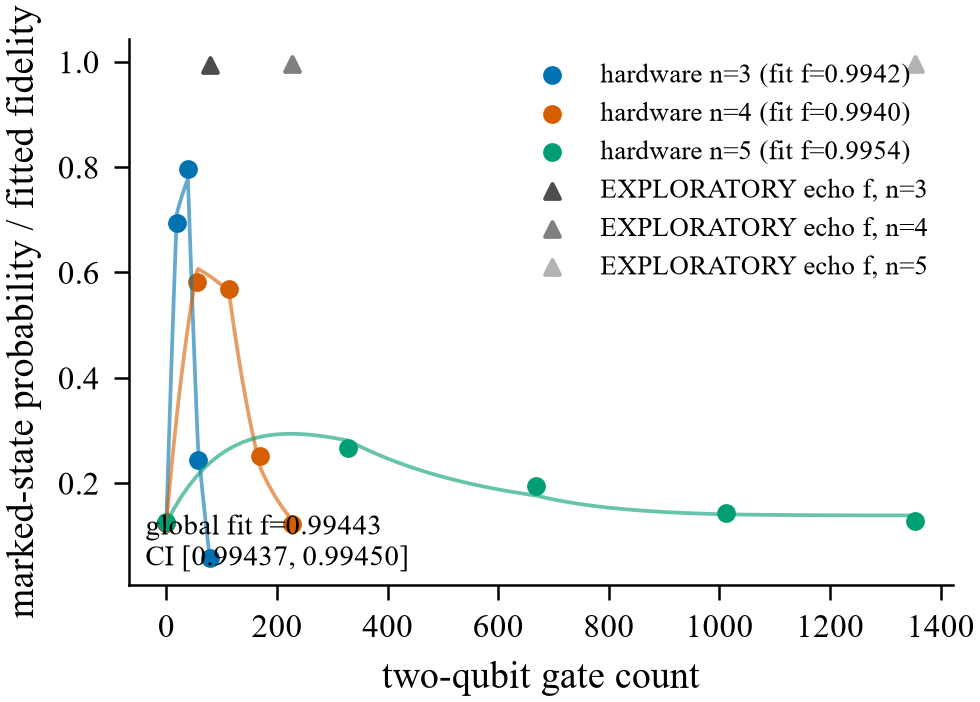 marked-state probability / fitted fidelity
1.0
0.8
0.6
0.4
0.2
hardware n=3 (fit f=0.9942)
hardware n=4 (fit f=0.9940)
hardware n=5 (fit f=0.9954)
EXPLORATORY echo f, n=3
EXPLORATORY echo f, n=4
EXPLORATORY echo f, n=5
global fit f=0.99443
CI [0.99437, 0.99450]
0 200 400 600 800 1000 1200 1400
two-qubit gate count